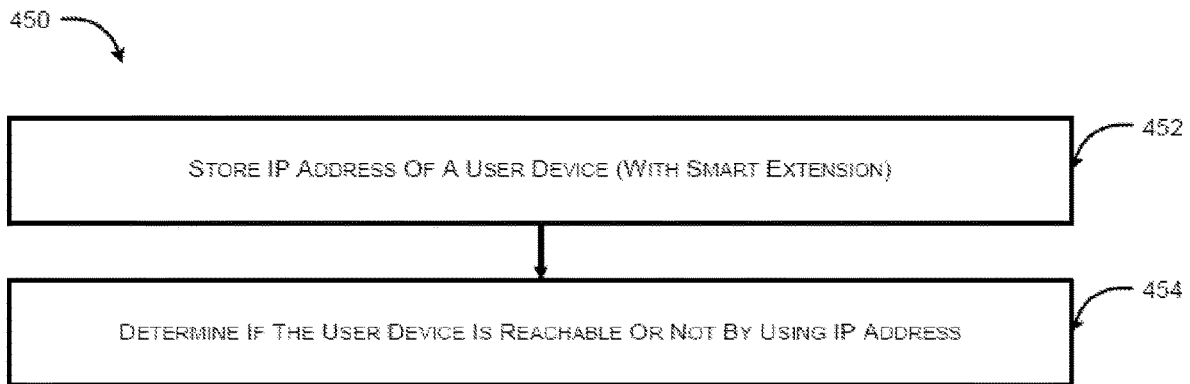 450
452
STORE IP ADDRESS OF A USER DEVICE (WITH SMART EXTENSION)
454
DETERMINE IF THE USER DEVICE IS REACHABLE OR NOT BY USING IP ADDRESS